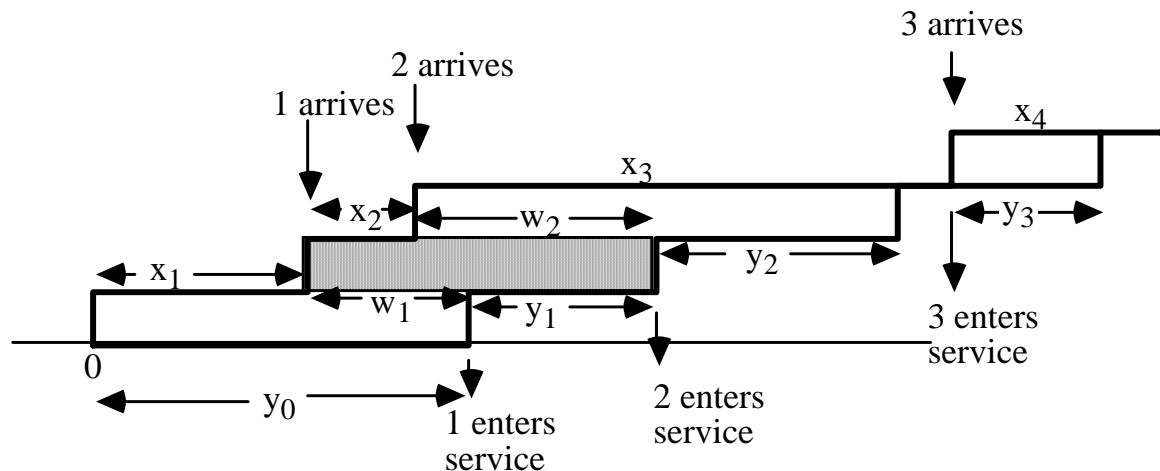 3 arrives
2 arrives
1 arrives
x4
x3
x2
w2
y3
x1
y2
w1
y1
3 enters
service
0
y0
2 enters
service
1 enters
service